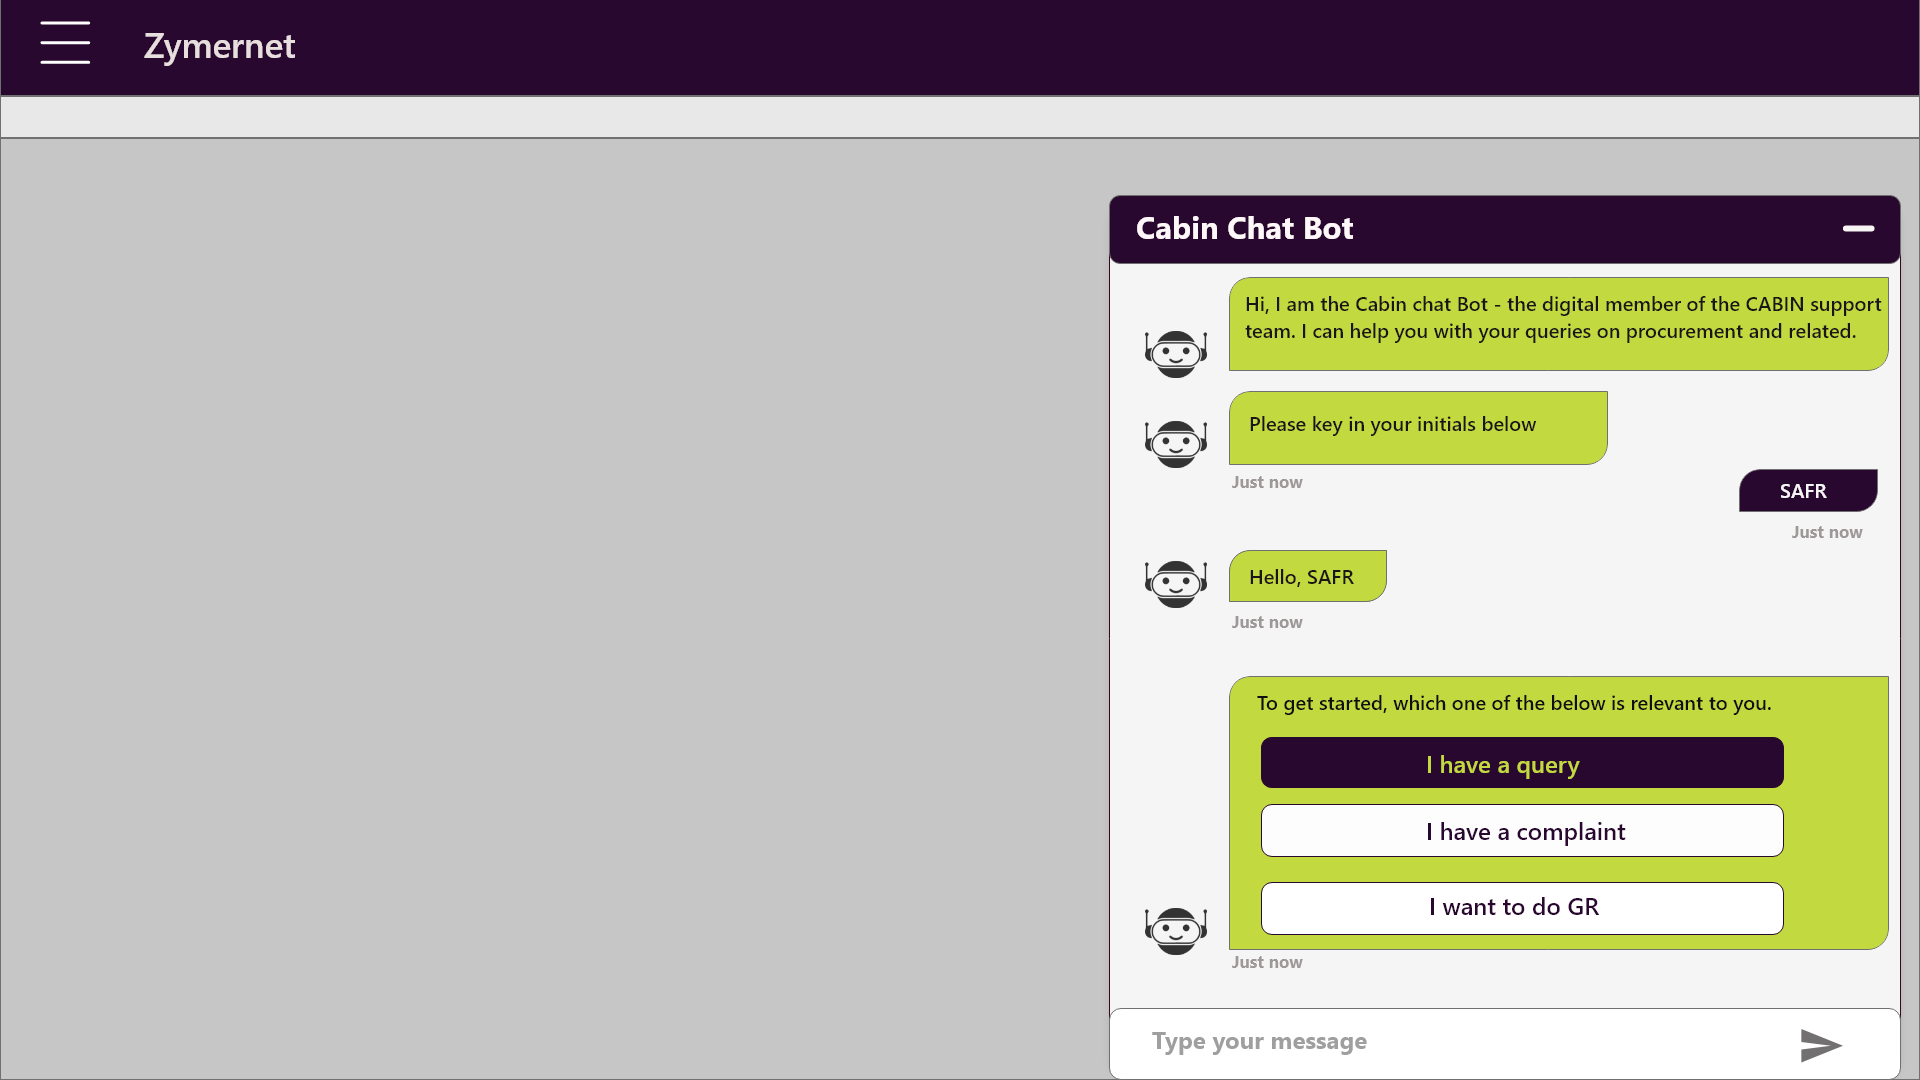 Zymernet
Cabin Chat Bot
Hi, I am the Cabin chat Bot - the digital member of the CABIN support
team. I can help you with your queries on procurement and related.
Please key in your initials below
Just now
SAFR
Just now
Hello, SAFR
Just now
To get started, which one of the below is relevant to you.
I have a query
I have a complaint
I want to do GR
Just now
Type your message